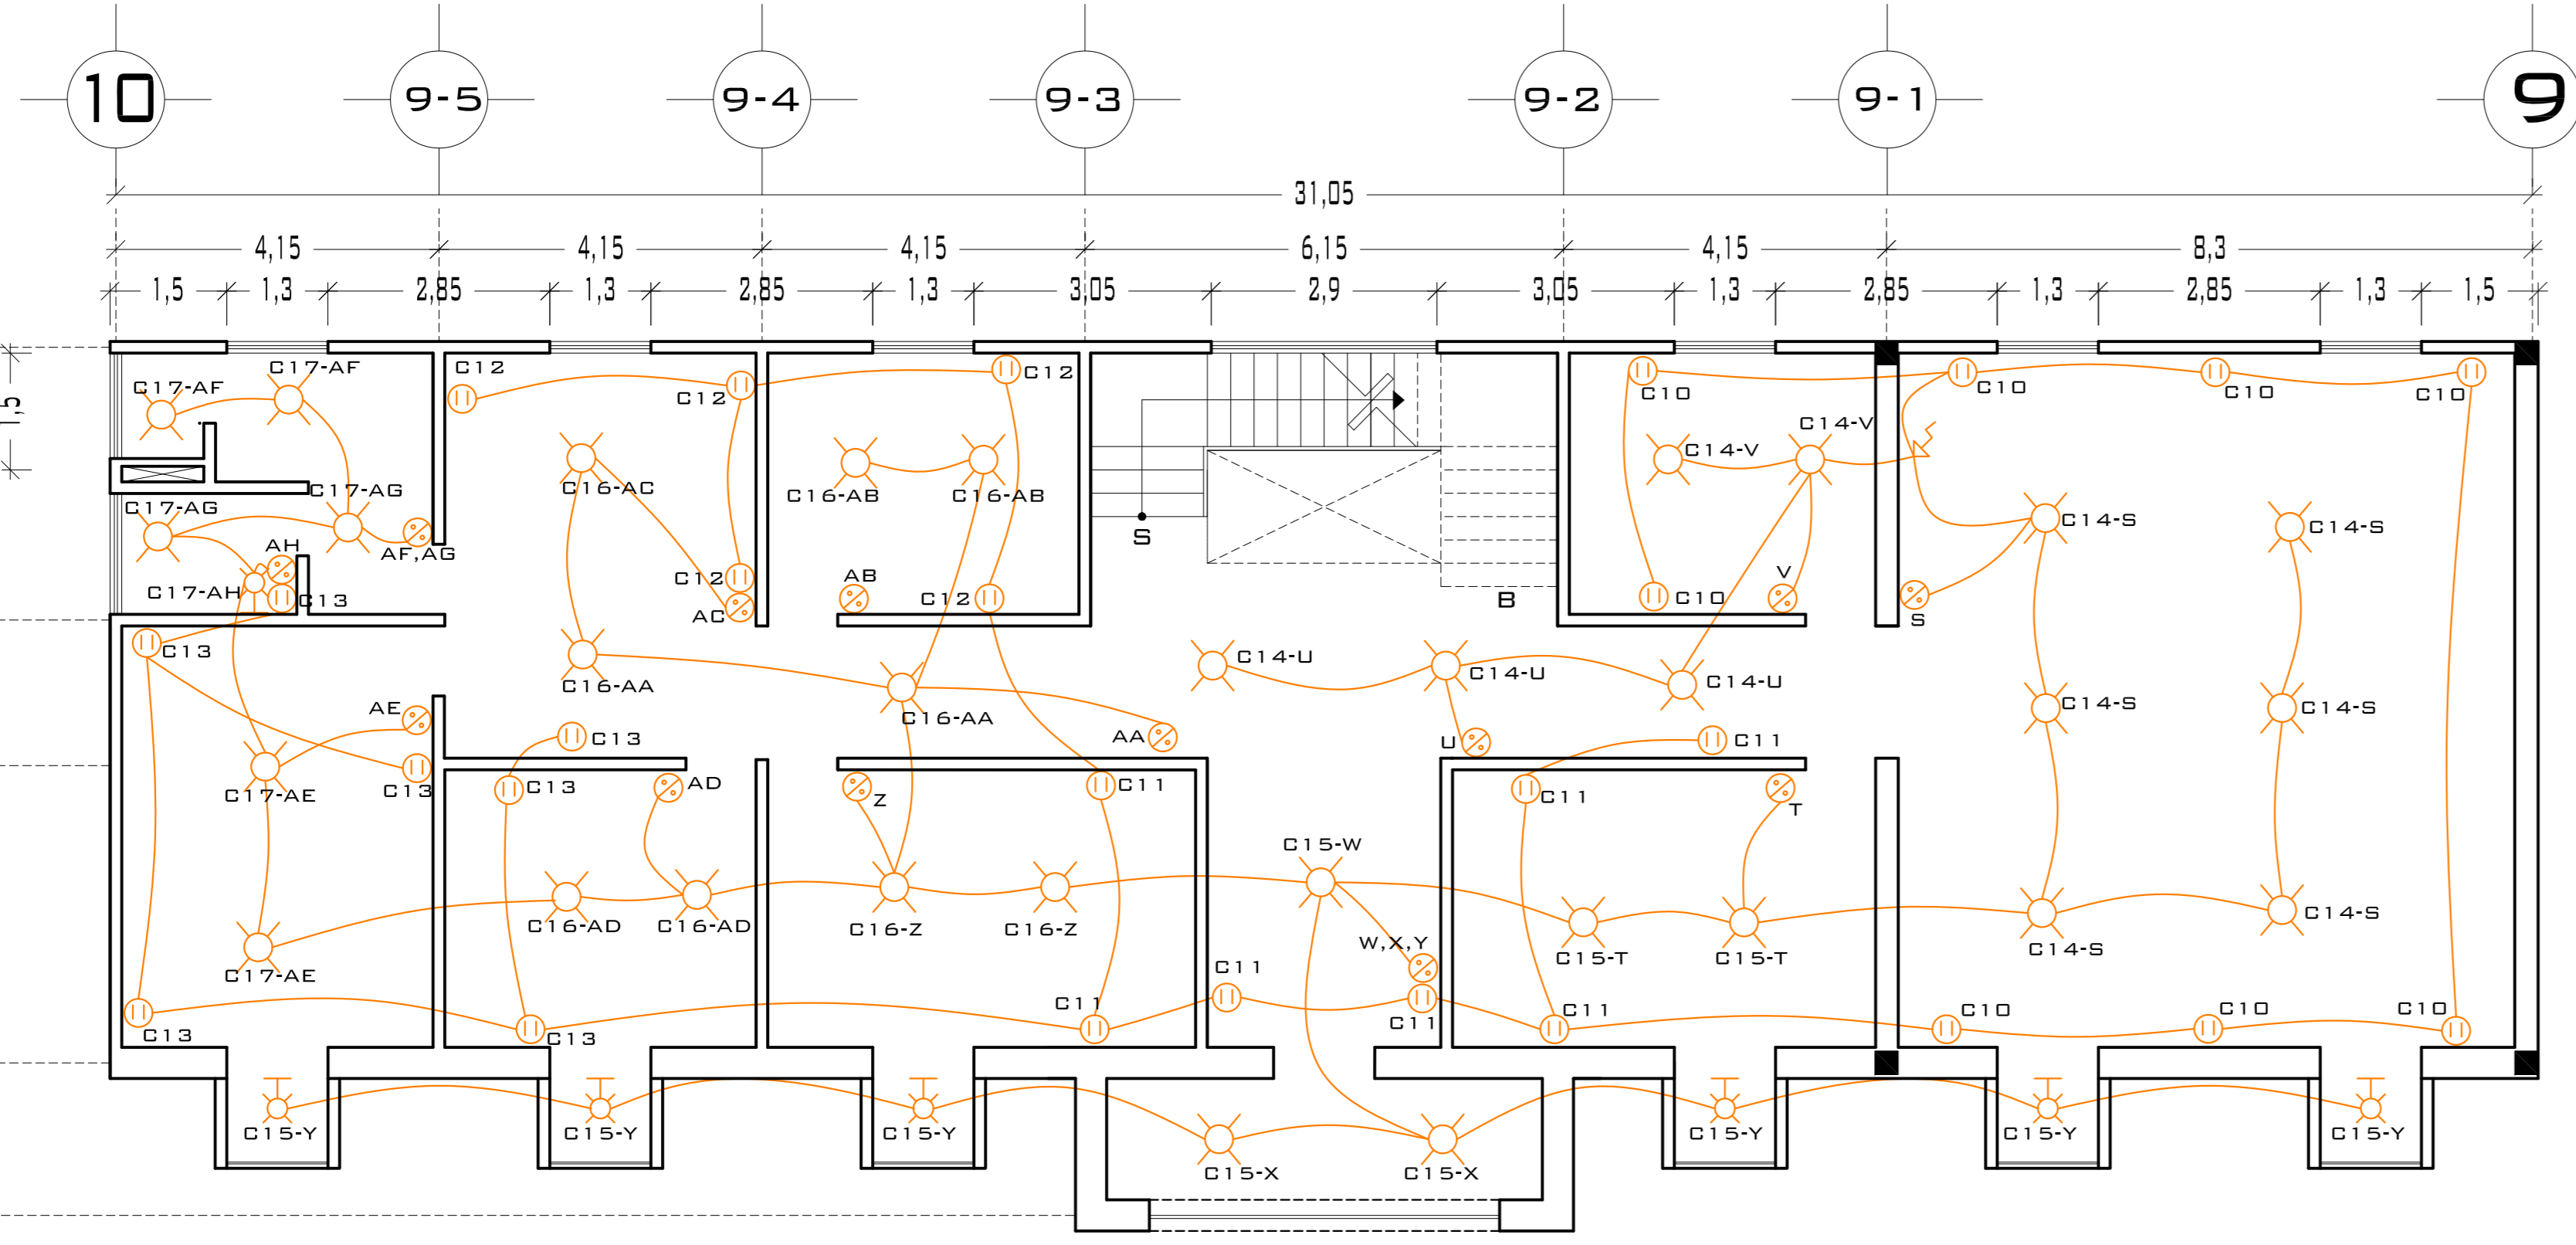 10 9-5 9-4 9-3 9-2 9-1 9
31,05
4,15 4,15 4,15 6,15 4,15 8,3
1,5 1,3 2,85 1,3 2,85 1,3 3,05 2,9 3,05 1,3 2,85 1,3 2,85 1,3 1,5
C17-AF C17-AF C12 C12 C12 C10 C10 C10 C10
1,5
C14-V C14-V
C17-AG C17-AG C16-AC C16-AB C16-AB
C14-S C14-S
AH AF,AG S
C17-AH C13 C12 AC AB C12 B C10 V S
C13 C14-U C14-U C14-U
C16-AA C16-AA
AE C13 AA U C11 C14-S C14-S
C17-AE C13 C13 AD Z C11 C11 T
C15-W
C16-AD C16-AD C16-Z C16-Z C14-S
W,X,Y C15-T C15-T C14-S
C17-AE C11
C13 C13 C11 C11 C11 C10 C10 C10
C15-Y C15-Y C15-Y C15-Y C15-Y C15-Y
C15-X C15-X